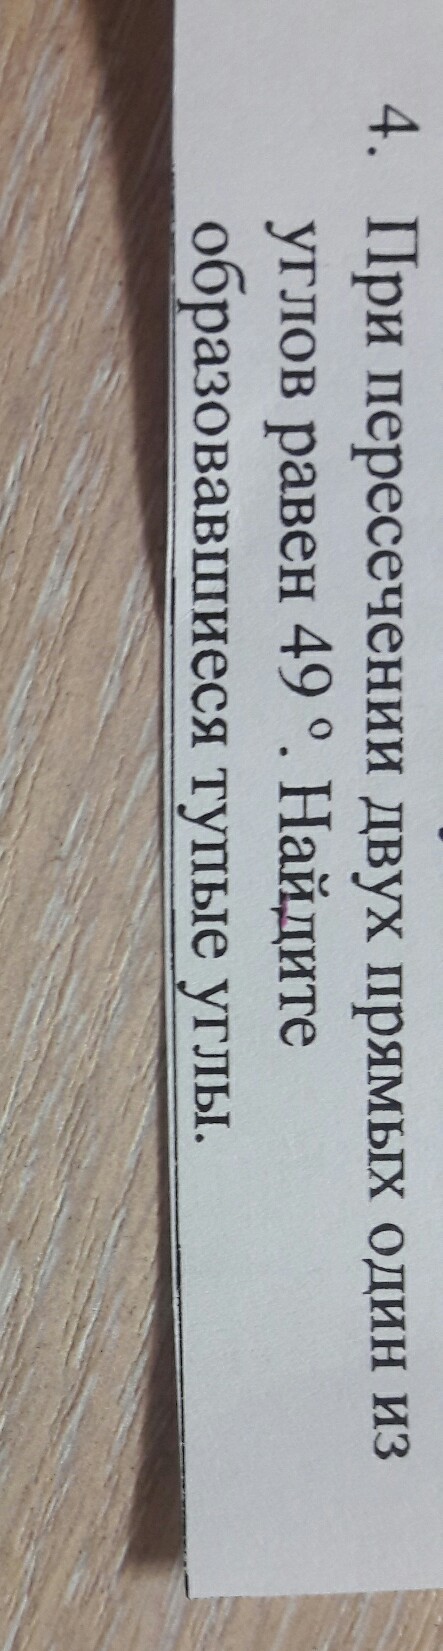 4. При пересечении двух прямых один из
углов равен 49 °. Найдите
образовавшиеся тупые углы.